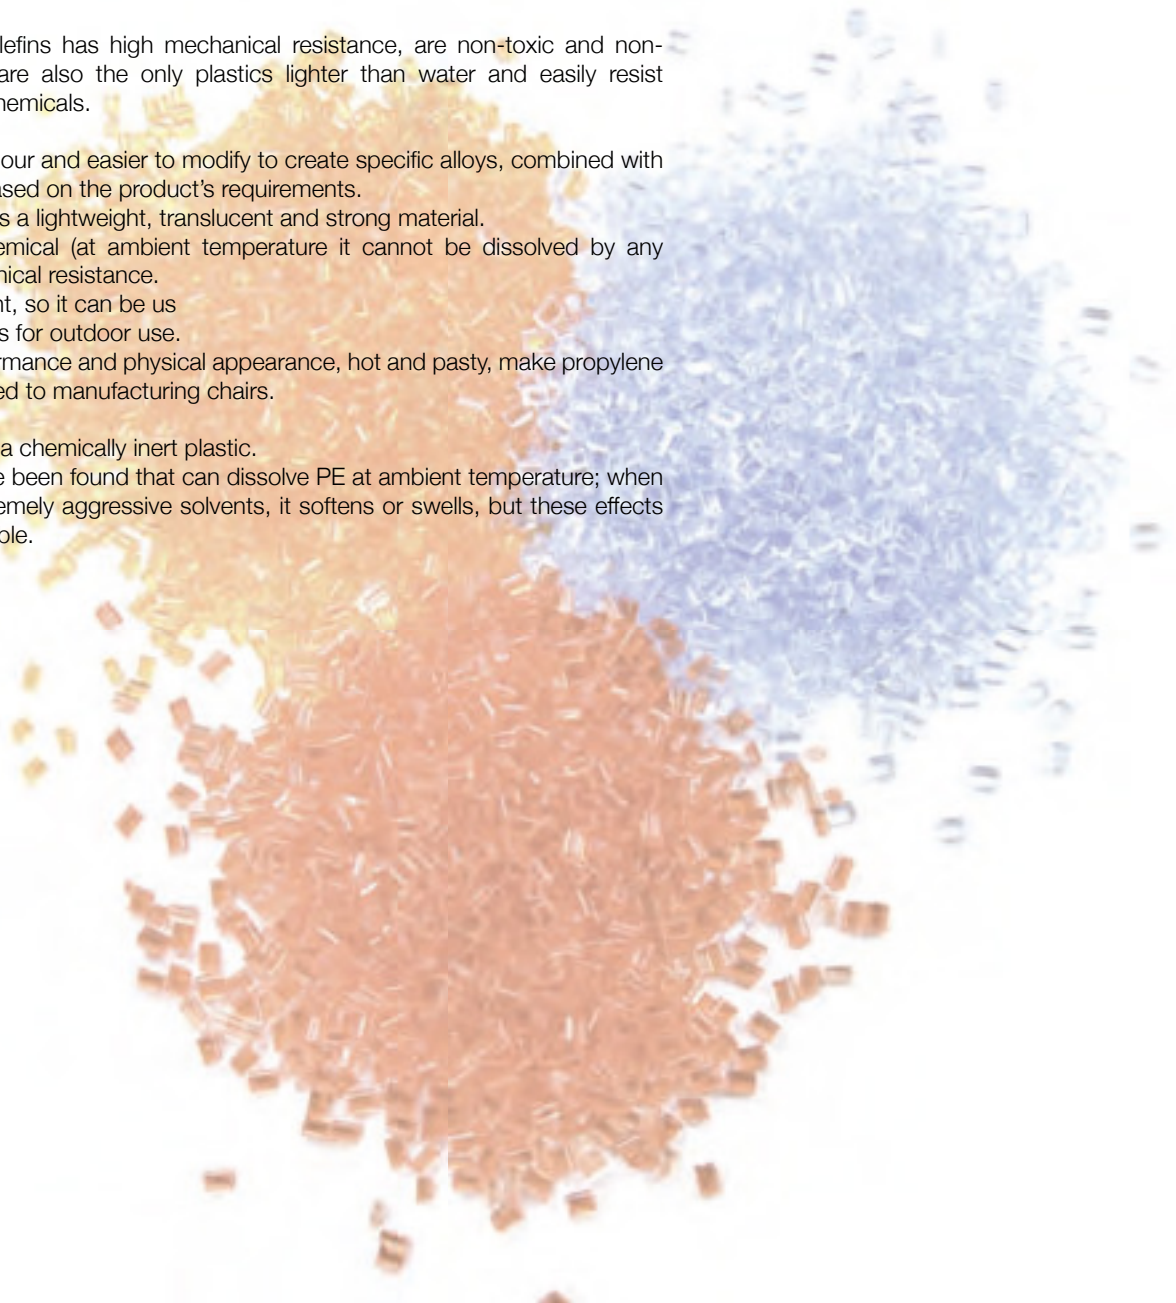 lefins has high mechanical resistance, are non-toxic and non-
are also the only plastics lighter than water and easily resist
hemicals.
our and easier to modify to create specific alloys, combined with
ased on the product's requirements.
s a lightweight, translucent and strong material.
emical (at ambient temperature it cannot be dissolved by any
nical resistance.
nt, so it can be us
s for outdoor use.
rmance and physical appearance, hot and pasty, make propylene
ed to manufacturing chairs.
a chemically inert plastic.
e been found that can dissolve PE at ambient temperature; when
emely aggressive solvents, it softens or swells, but these effects
ble.